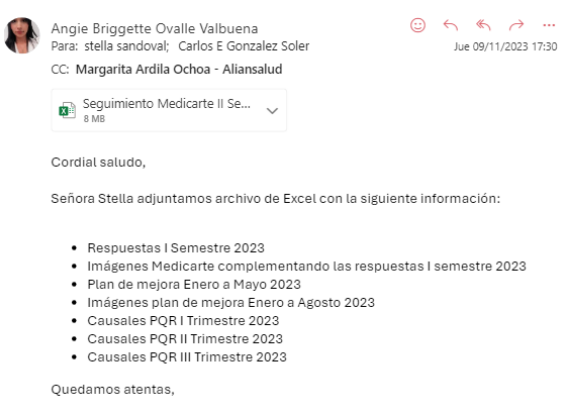 Angie Briggette Ovalle Valbuena
Para: stella sandoval; Carlos E Gonzalez Soler
Jue 09/11/2023 17:30
CC: Margarita Ardila Ochoa - Aliansalud
Seguimiento Medicarte II Se...
8 MB
Cordial saludo,
Señora Stella adjuntamos archivo de Excel con la siguiente información:
• Respuestas I Semestre 2023
• Imágenes Medicarte complementando las respuestas I semestre 2023
• Plan de mejora Enero a Mayo 2023
• Imágenes plan de mejora Enero a Agosto 2023
• Causales PQR I Trimestre 2023
• Causales PQR II Trimestre 2023
• Causales PQR III Trimestre 2023
Quedamos atentas,